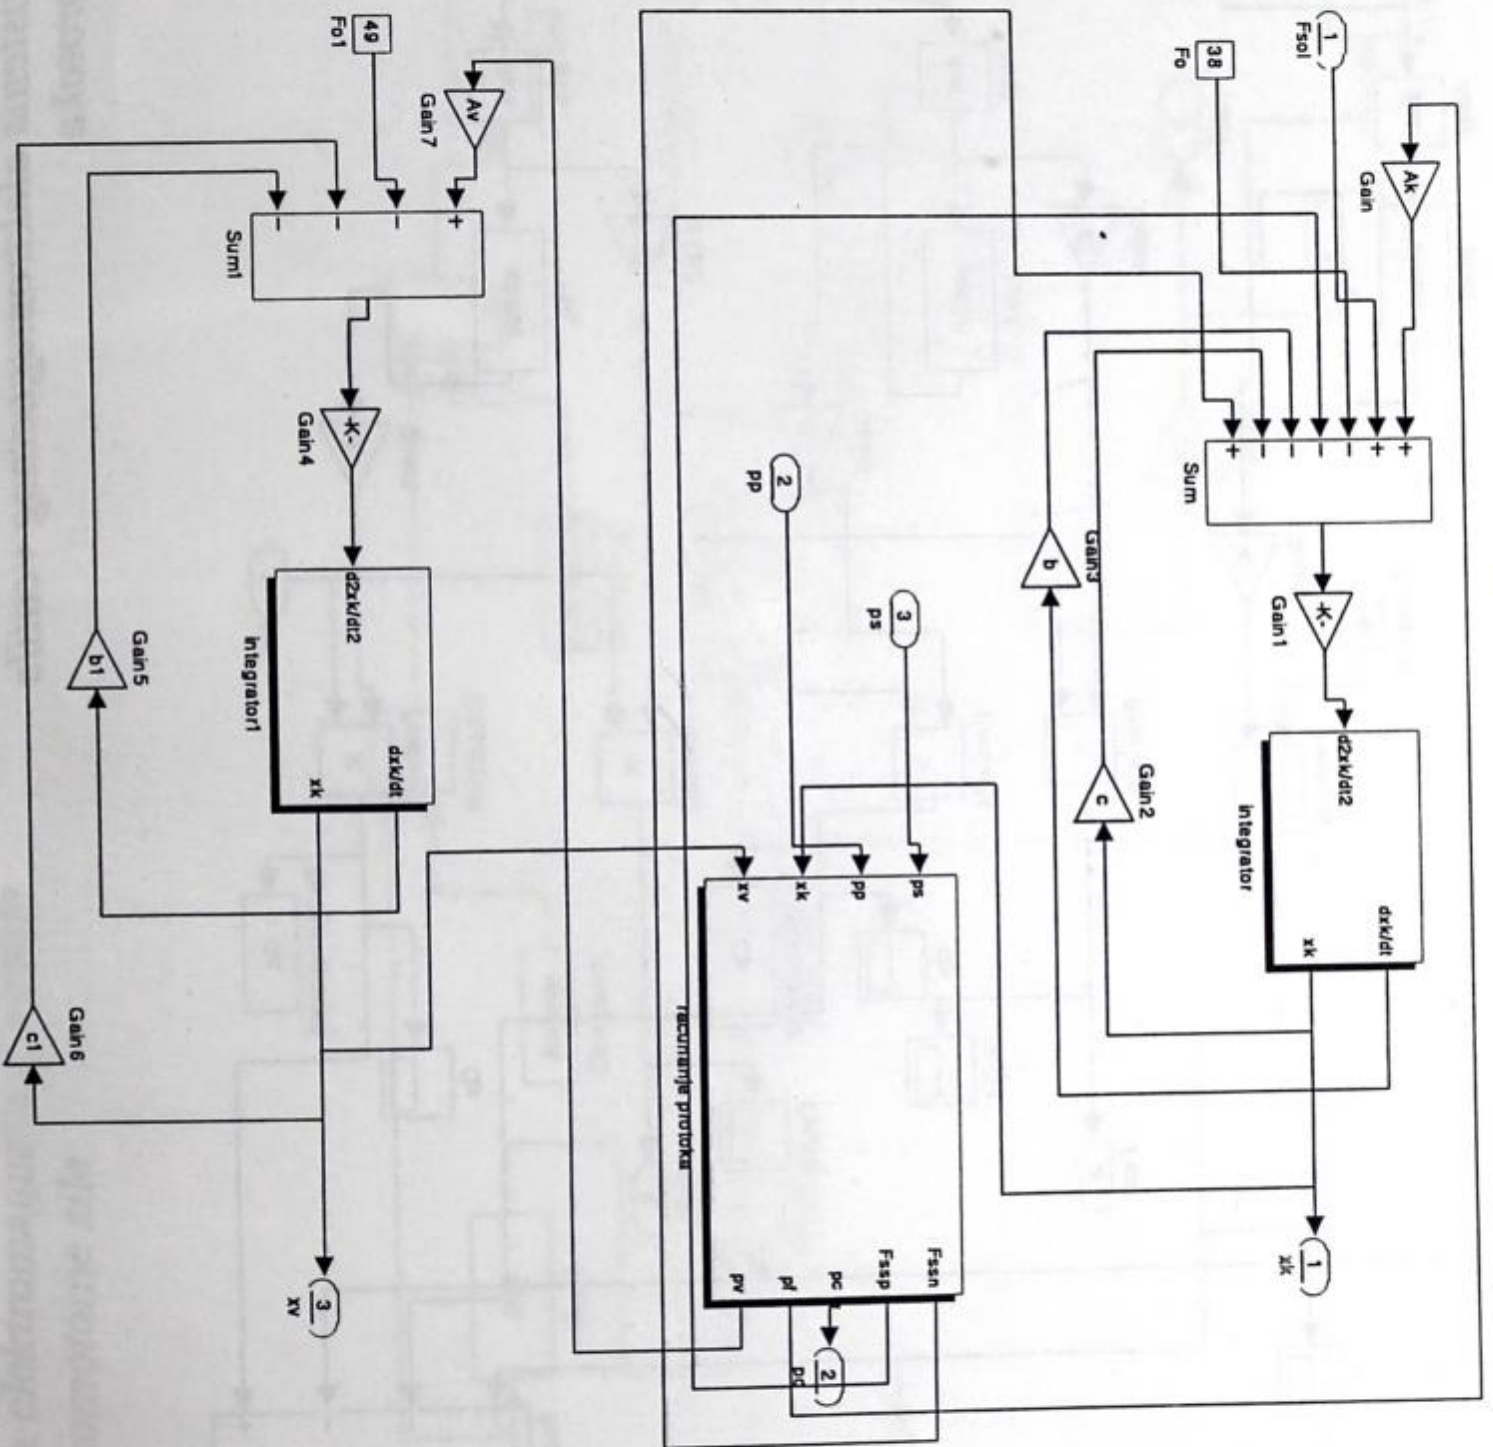 1
Fsol
38
Fo
Ak
Gain
+
+
-
-
-
-
+
Sum
-K-
Gain1
d2xk/dt2
dxk/dt
xk
integrator
1
xk
Gain3
b
Gain2
c
2
pp
3
ps
ps
pp
xk
xv
Fssn
Fssp
pc
pf
pv
racunanje protoka
2
pc
49
Fo1
Av
Gain7
+
-
-
-
Sum1
-K-
Gain4
d2xk/dt2
dxk/dt
xk
integrator1
Gain5
b1
Gain6
c1
3
xv